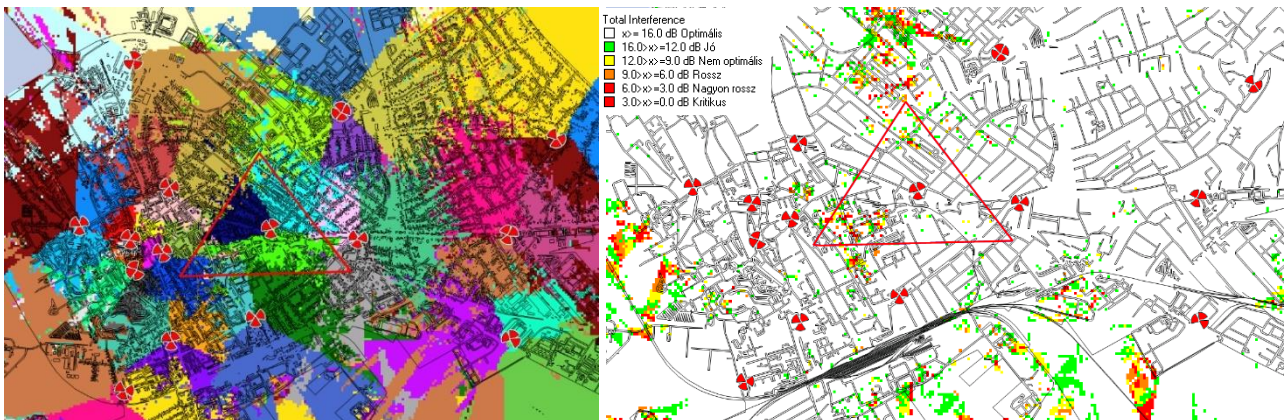 Total Interference
x>= 16.0 dB Optimális
16.0>x>=12.0 dB Jó
12.0>x>=9.0 dB Nem optimális
9.0>x>=6.0 dB Rossz
6.0>x>=3.0 dB Nagyon rossz
3.0>x>=0.0 dB Kritikus